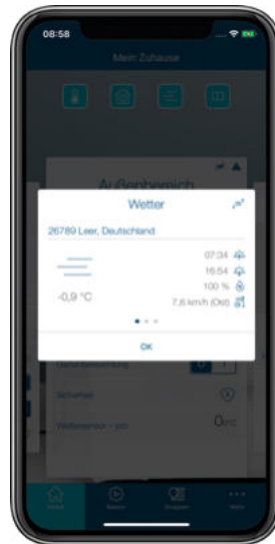 08:58
Mein Zuhause
Außenbereich
Wetter
26789 Leer, Deutschland
07:34
16:54
100 %
-0,9 °C
7,6 km/h (Ost)
OK
Sicherheit